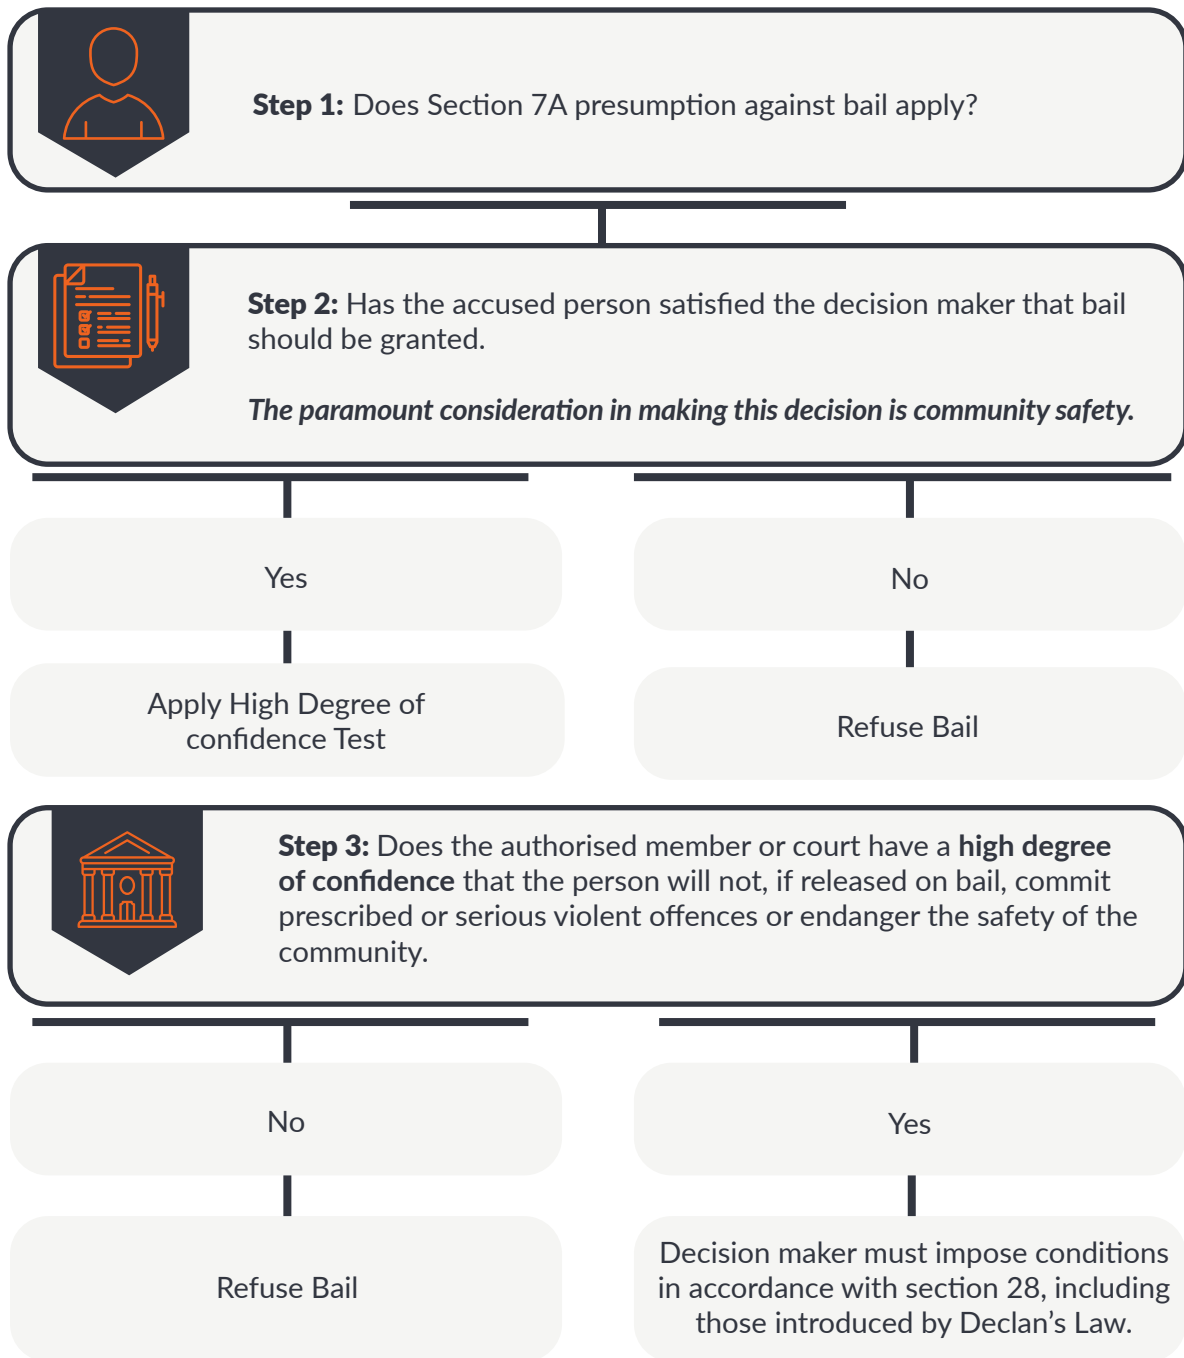 Step 1: Does Section 7A presumption against bail apply?
Step 2: Has the accused person satisfied the decision maker that bail
should be granted.
The paramount consideration in making this decision is community safety.
Yes
No
Apply High Degree of
confidence Test
Refuse Bail
Step 3: Does the authorised member or court have a high degree
of confidence that the person will not, if released on bail, commit
prescribed or serious violent offences or endanger the safety of the
community.
No
Yes
Refuse Bail
Decision maker must impose conditions
in accordance with section 28, including
those introduced by Declan's Law.